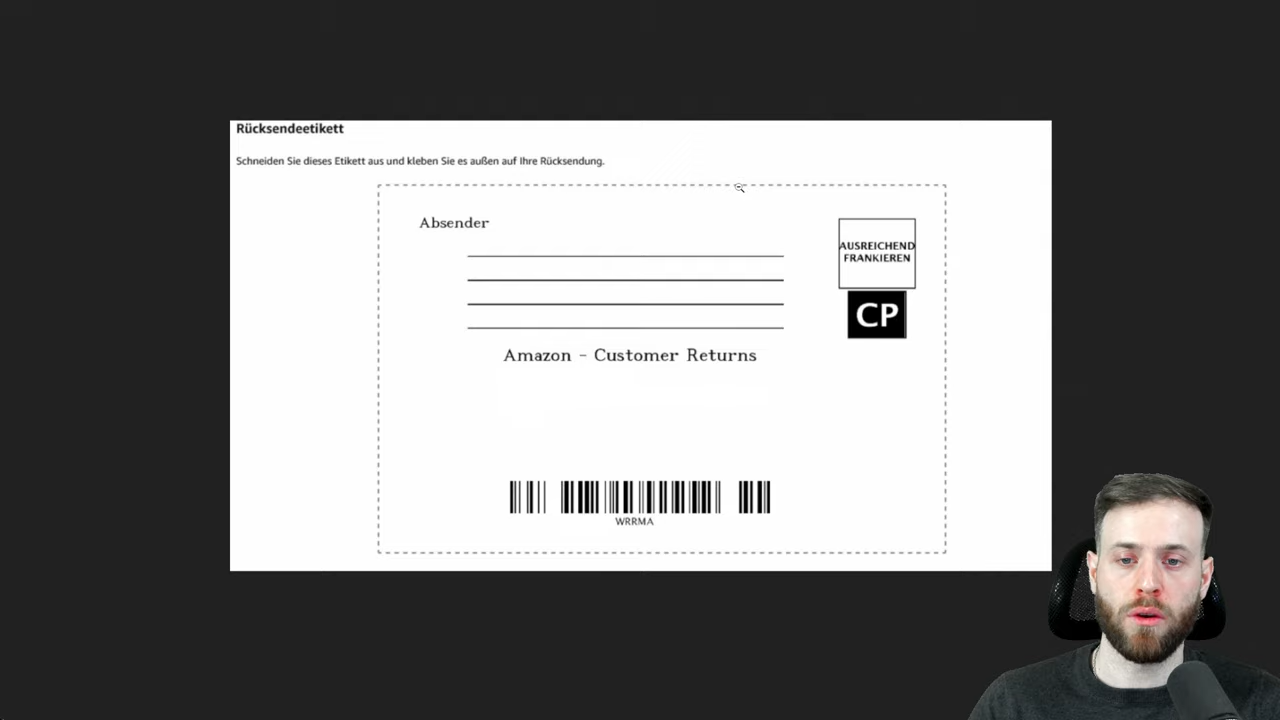 Rücksendeetikett
Schneiden Sie dieses Etikett aus und kleben Sie es außen auf Ihre Rücksendung.
Absender
AUSREICHEND
FRANKIEREN
CP
Amazon - Customer Returns
WRRMA